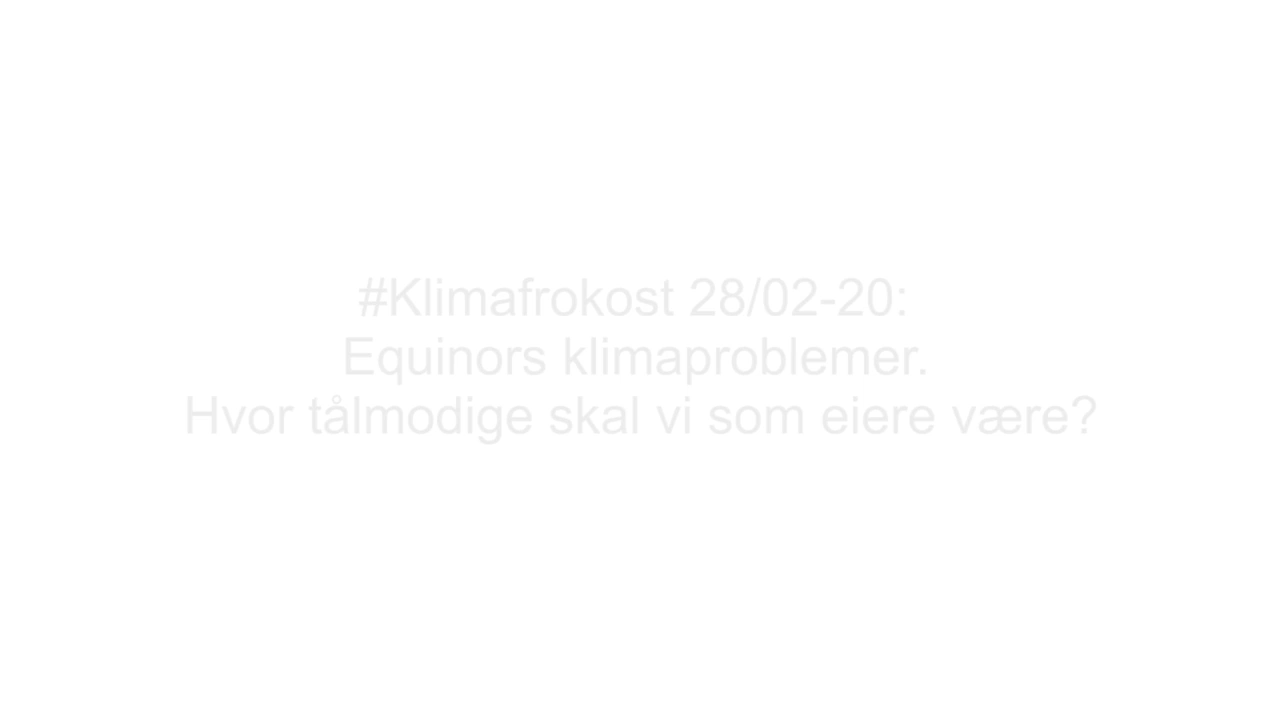 #Klimafrokost 28/02-20:
Equinors klimaproblemer.
Hvor tålmodige skal vi som eiere være?